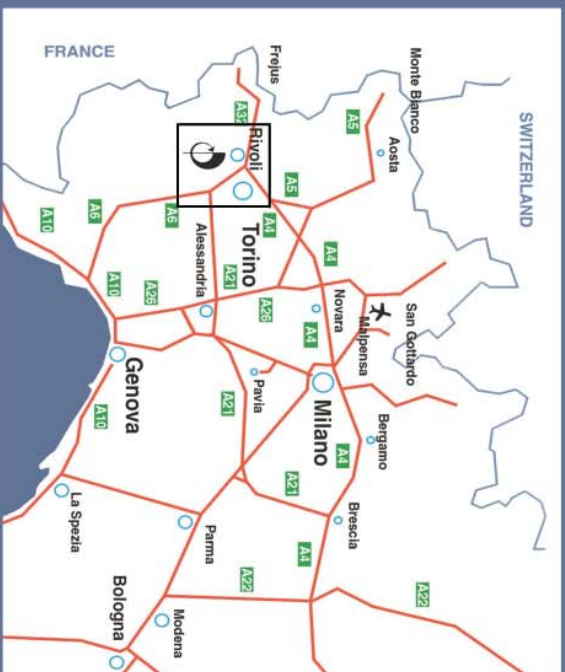 FRANCE
SWITZERLAND
Monte Bianco
Frejus
A5
Aosta
A32
Rivoli
A5
A4
A4
Torino
A6
A6
A10
Alessandria
A21
A26
A26
A10
Novara
A4
Malpensa
San Gottardo
Genova
Pavia
Milano
A21
A10
Bergamo
A4
A21
Brescia
La Spezia
Parma
A4
A22
A22
Bologna
Modena